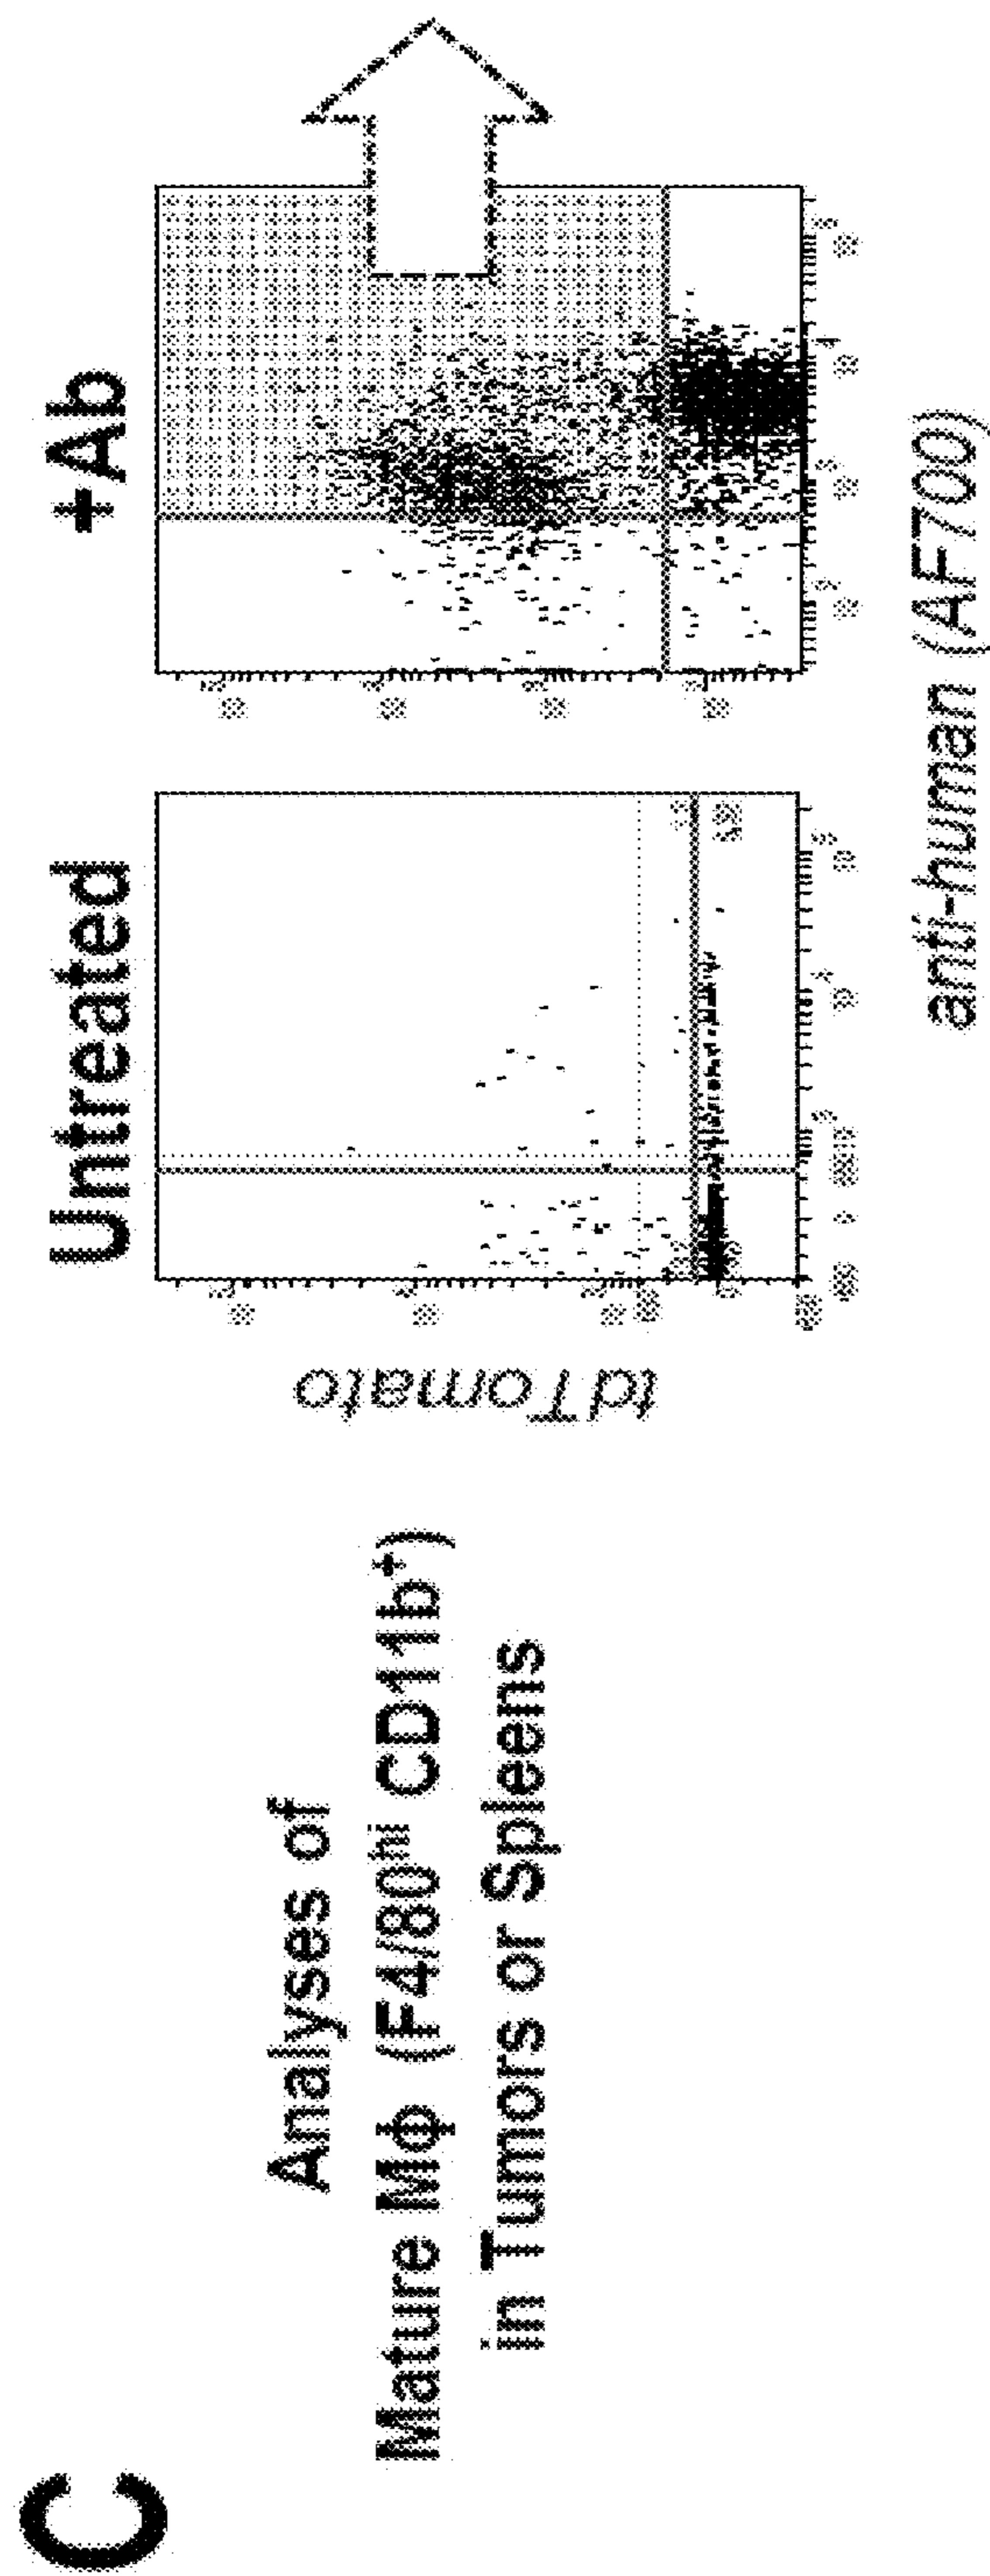 C
Analyses of
Mature Mϕ (F4/80ʰⁱ CD11b⁺)
in Tumors or Spleens
Untreated
+Ab
tdTomato
anti-human (AF700)